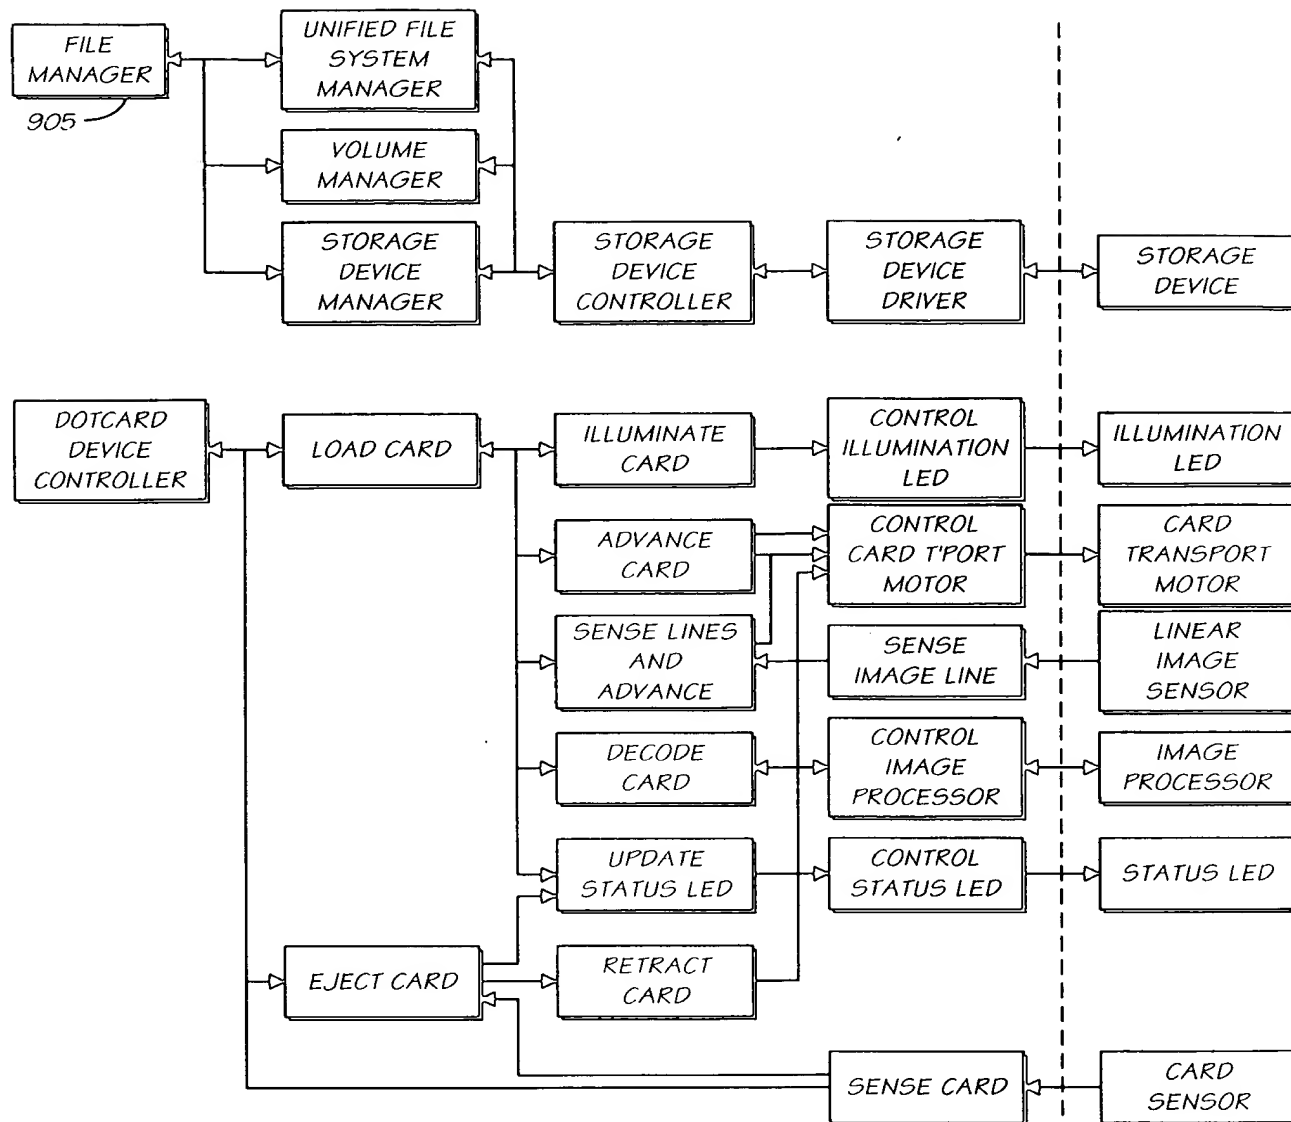 FILE
MANAGER
905
UNIFIED FILE
SYSTEM
MANAGER
VOLUME
MANAGER
STORAGE
DEVICE
MANAGER
STORAGE
DEVICE
CONTROLLER
STORAGE
DEVICE
DRIVER
STORAGE
DEVICE
DOTCARD
DEVICE
CONTROLLER
LOAD CARD
ILLUMINATE
CARD
CONTROL
ILLUMINATION
LED
ILLUMINATION
LED
ADVANCE
CARD
CONTROL
CARD T'PORT
MOTOR
CARD
TRANSPORT
MOTOR
SENSE LINES
AND
ADVANCE
SENSE
IMAGE LINE
LINEAR
IMAGE
SENSOR
DECODE
CARD
CONTROL
IMAGE
PROCESSOR
IMAGE
PROCESSOR
UPDATE
STATUS LED
CONTROL
STATUS LED
STATUS LED
EJECT CARD
RETRACT
CARD
SENSE CARD
CARD
SENSOR